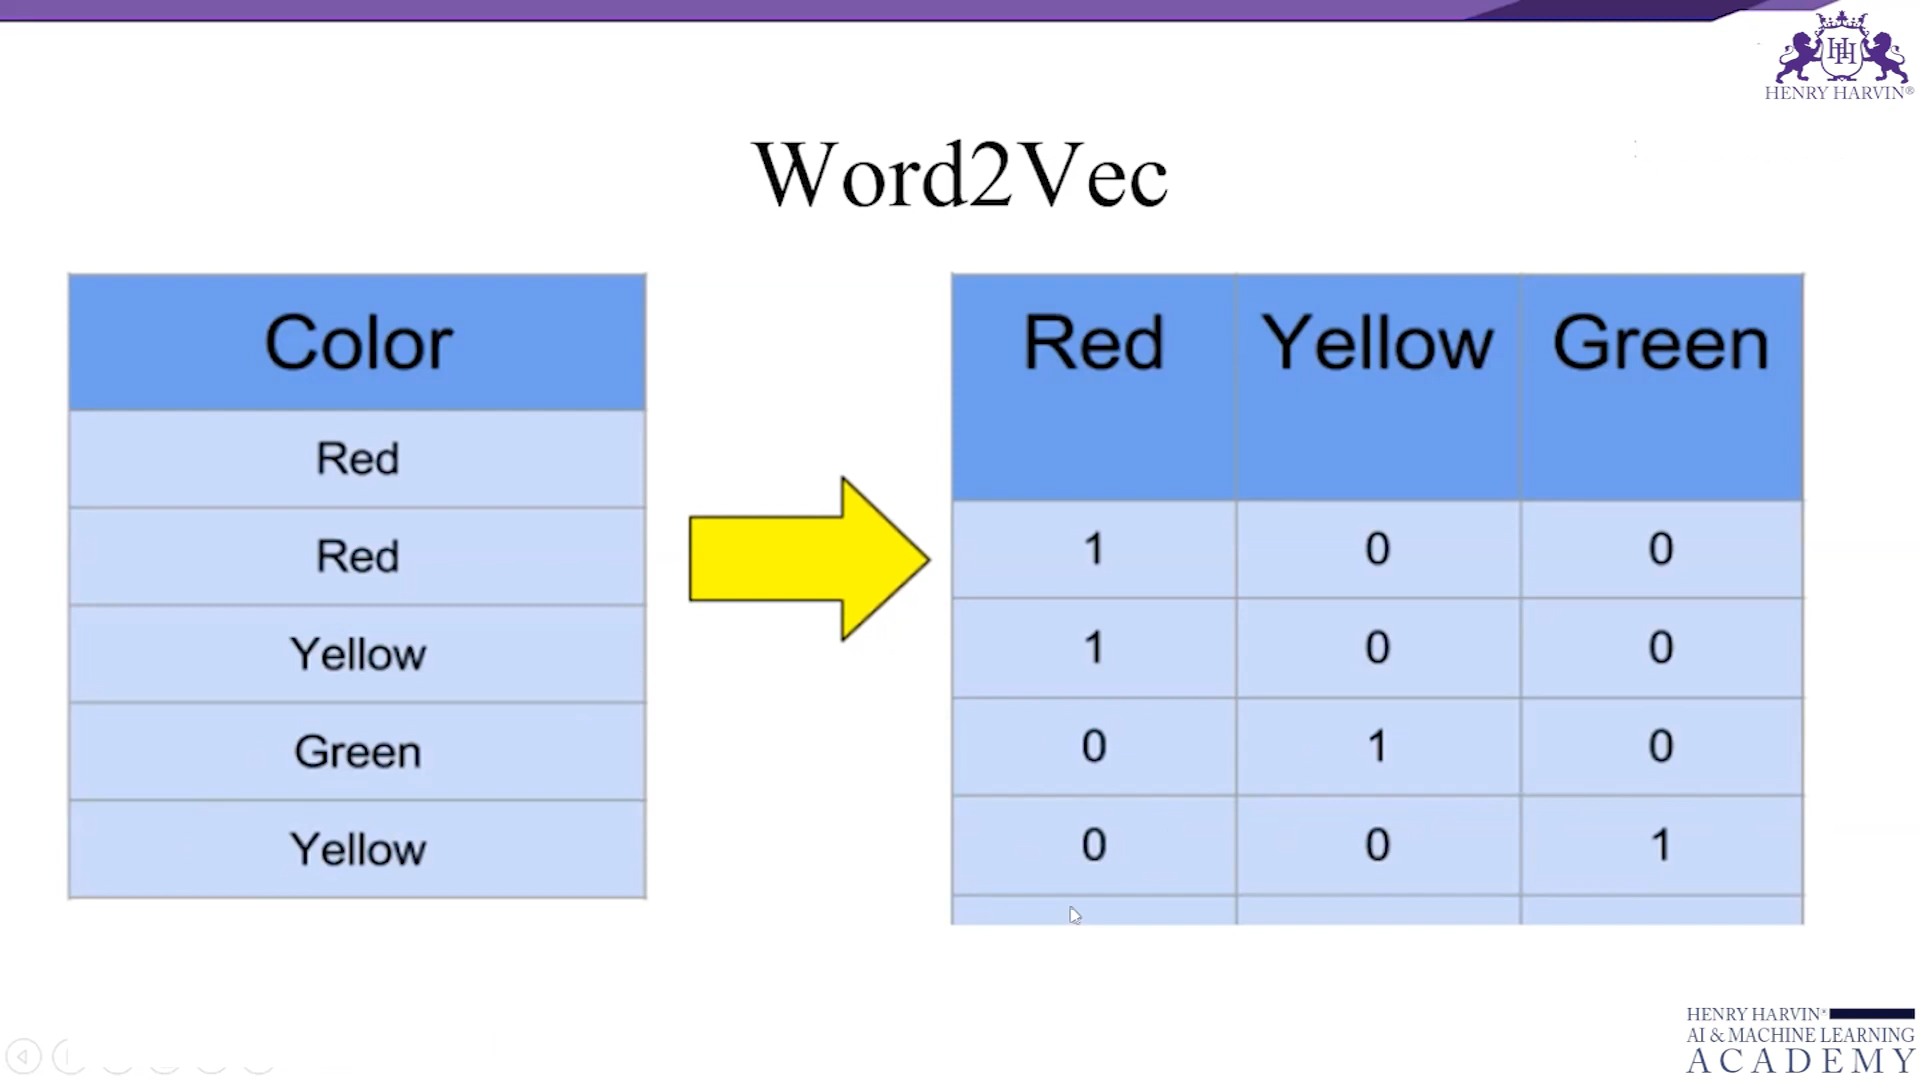 HENRY HARVIN®
Word2Vec
Color
Red
Red
Yellow
Green
Yellow
Red Yellow Green
1 0 0
1 0 0
0 1 0
0 0 1
HENRY HARVIN®
AI & MACHINE LEARNING
ACADEMY